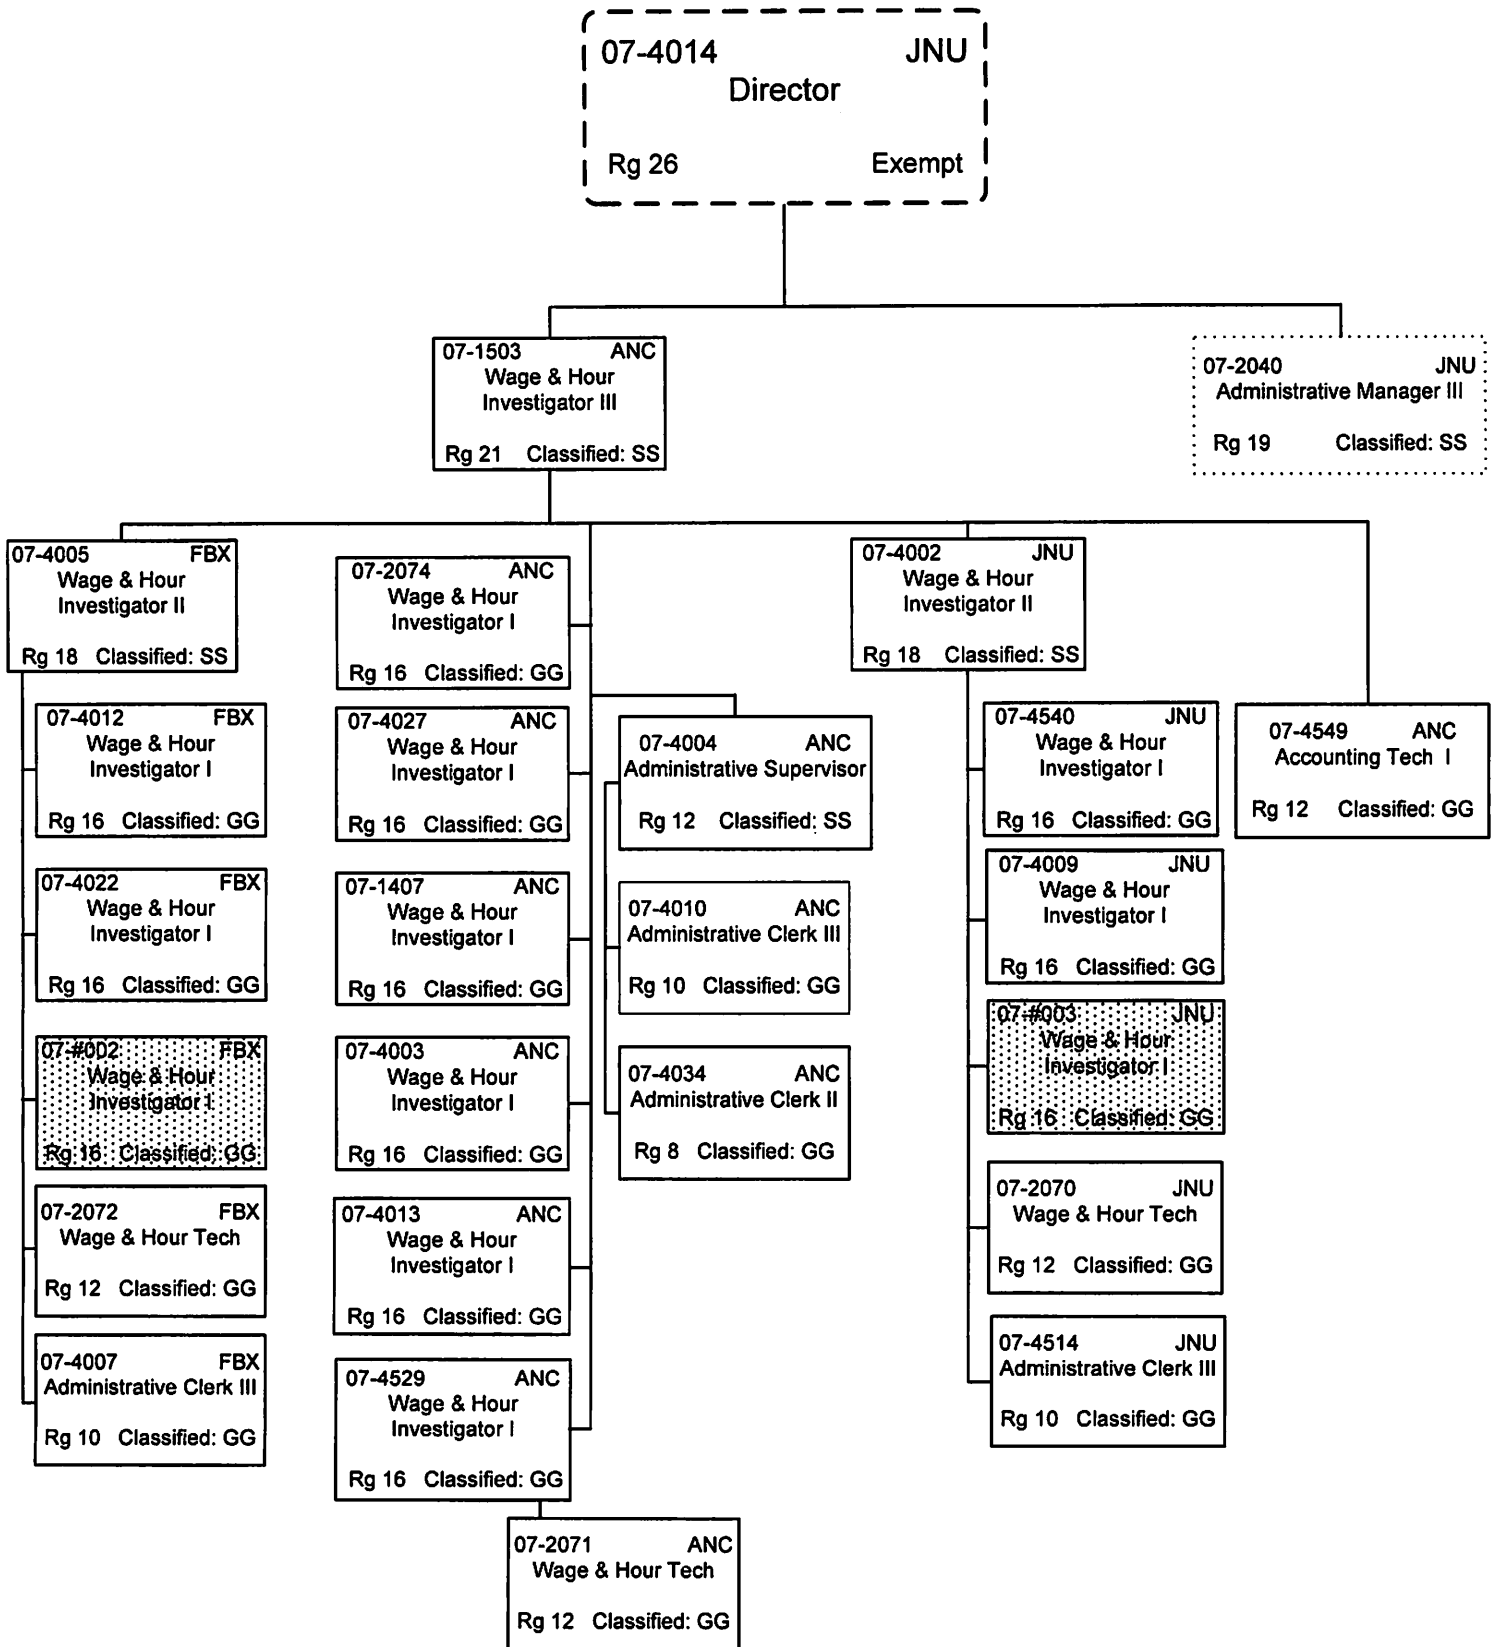 07-4014 JNU
Director
Rg 26 Exempt
07-1503 ANC
Wage & Hour
Investigator III
Rg 21 Classified: SS
07-2040 JNU
Administrative Manager III
Rg 19 Classified: SS
07-4005 FBX
Wage & Hour
Investigator II
Rg 18 Classified: SS
07-4012 FBX
Wage & Hour
Investigator I
Rg 16 Classified: GG
07-4022 FBX
Wage & Hour
Investigator I
Rg 16 Classified: GG
07-#002 FBX
Wage & Hour
Investigator I
Rg 16 Classified: GG
07-2072 FBX
Wage & Hour Tech
Rg 12 Classified: GG
07-4007 FBX
Administrative Clerk III
Rg 10 Classified: GG
07-2074 ANC
Wage & Hour
Investigator I
Rg 16 Classified: GG
07-4027 ANC
Wage & Hour
Investigator I
Rg 16 Classified: GG
07-1407 ANC
Wage & Hour
Investigator I
Rg 16 Classified: GG
07-4003 ANC
Wage & Hour
Investigator I
Rg 16 Classified: GG
07-4013 ANC
Wage & Hour
Investigator I
Rg 16 Classified: GG
07-4529 ANC
Wage & Hour
Investigator I
Rg 16 Classified: GG
07-2071 ANC
Wage & Hour Tech
Rg 12 Classified: GG
07-4004 ANC
Administrative Supervisor
Rg 12 Classified: SS
07-4010 ANC
Administrative Clerk III
Rg 10 Classified: GG
07-4034 ANC
Administrative Clerk II
Rg 8 Classified: GG
07-4002 JNU
Wage & Hour
Investigator II
Rg 18 Classified: SS
07-4540 JNU
Wage & Hour
Investigator I
Rg 16 Classified: GG
07-4009 JNU
Wage & Hour
Investigator I
Rg 16 Classified: GG
07-#003 JNU
Wage & Hour
Investigator I
Rg 16 Classified: GG
07-2070 JNU
Wage & Hour Tech
Rg 12 Classified: GG
07-4514 JNU
Administrative Clerk III
Rg 10 Classified: GG
07-4549 ANC
Accounting Tech I
Rg 12 Classified: GG